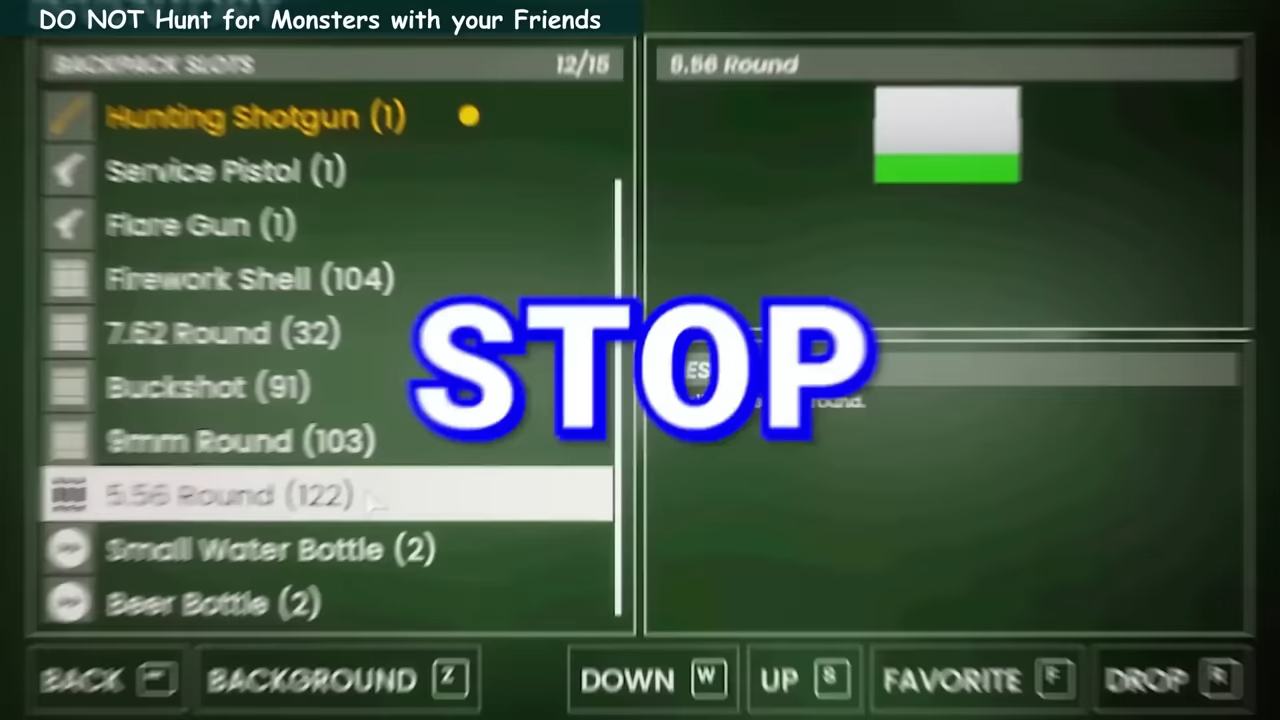 DO NOT Hunt for Monsters with your Friends
BACKPACK SLOTS 12/15
5.56 Round
Hunting Shotgun (1)
Service Pistol (1)
Flare Gun (1)
Firework Shell (104)
7.62 Round (32)
Buckshot (91)
9mm Round (103)
5.56 Round (122)
Small Water Bottle (2)
Beer Bottle (2)
STOP
ES
ound.
BACK
BACKGROUND Z
DOWN W
UP S
FAVORITE F
DROP R